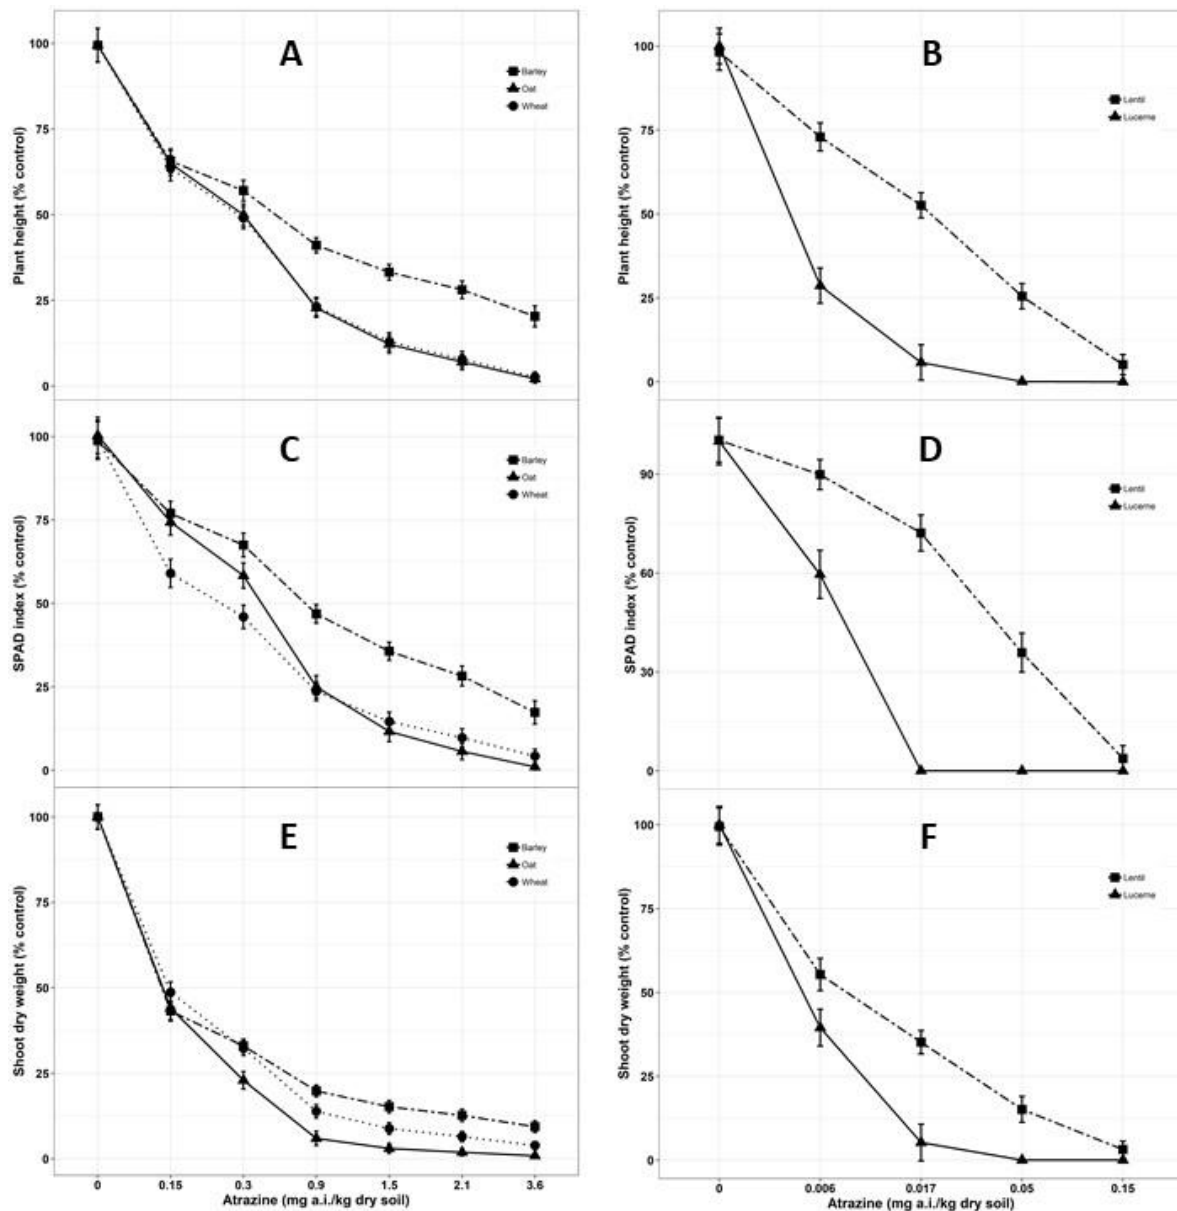 A
Plant height (% control)
100
75
50
25
0
Barley
Oat
Wheat
B
Plant height (% control)
100
75
50
25
0
Lentil
Lucerne
C
SPAD index (% control)
100
75
50
25
0
Barley
Oat
Wheat
D
SPAD index (% control)
90
60
30
0
Lentil
Lucerne
E
Shoot dry weight (% control)
100
75
50
25
0
Barley
Oat
Wheat
0 0.15 0.3 0.9 1.5 2.1 3.6
Atrazine (mg a.i./kg dry soil)
F
Shoot dry weight (% control)
100
75
50
25
0
Lentil
Lucerne
0 0.006 0.017 0.05 0.15
Atrazine (mg a.i./kg dry soil)